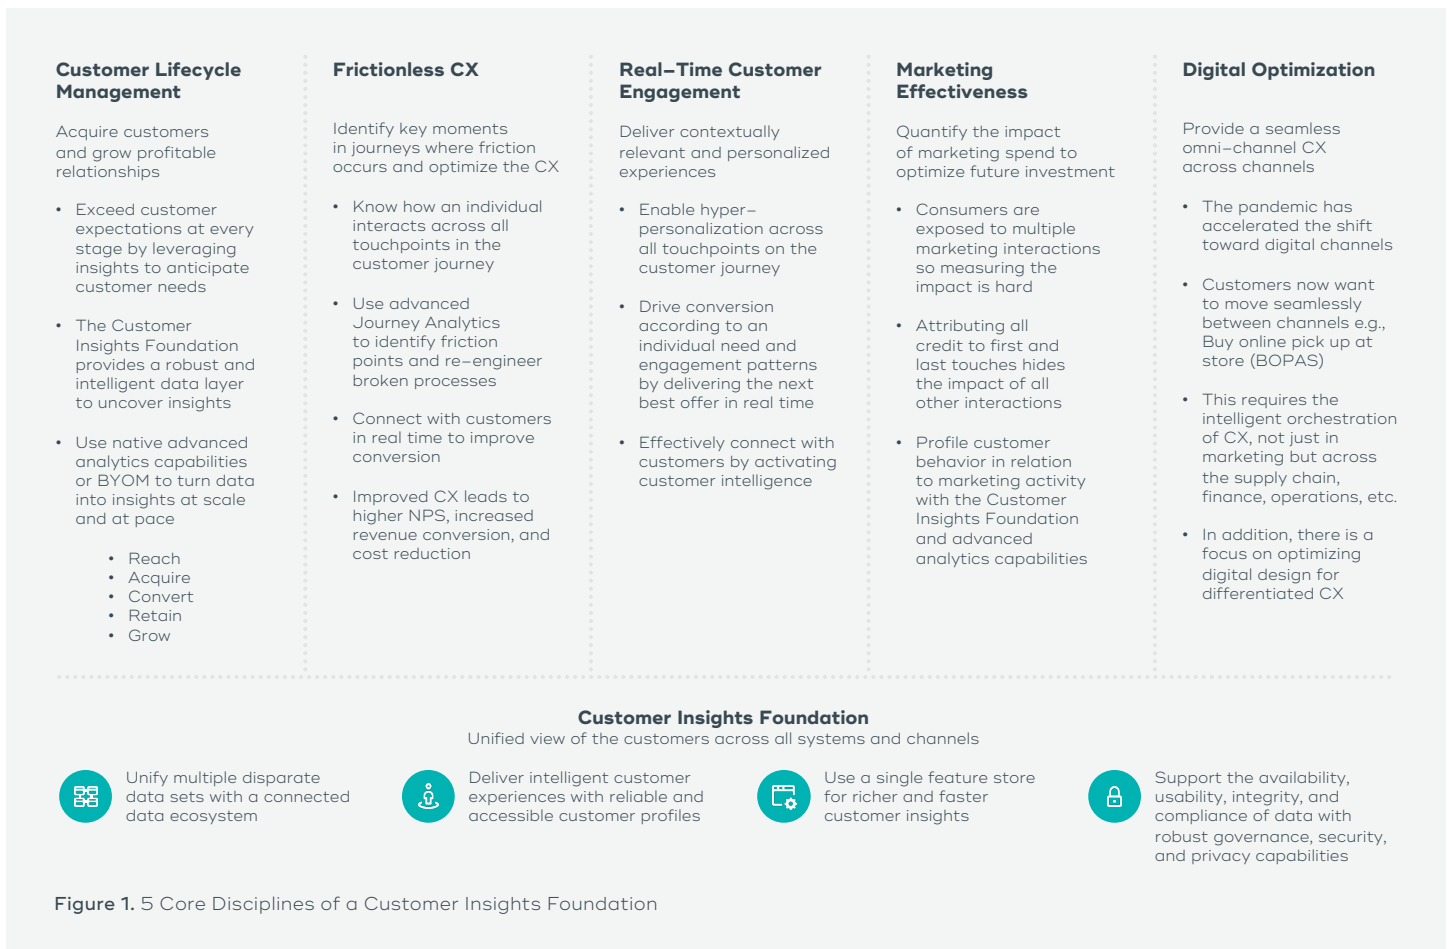 Customer Lifecycle
Management
Acquire customers
and grow profitable
relationships
• Exceed customer
expectations at every
stage by leveraging
insights to anticipate
customer needs
• The Customer
Insights Foundation
provides a robust and
intelligent data layer
to uncover insights
• Use native advanced
analytics capabilities
or BYOM to turn data
into insights at scale
and at pace
• Reach
• Acquire
• Convert
• Retain
• Grow
Frictionless CX
Identify key moments
in journeys where friction
occurs and optimize the CX
• Know how an individual
interacts across all
touchpoints in the
customer journey
• Use advanced
Journey Analytics
to identify friction
points and re–engineer
broken processes
• Connect with customers
in real time to improve
conversion
• Improved CX leads to
higher NPS, increased
revenue conversion, and
cost reduction
Real–Time Customer
Engagement
Deliver contextually
relevant and personalized
experiences
• Enable hyper–
personalization across
all touchpoints on the
customer journey
• Drive conversion
according to an
individual need and
engagement patterns
by delivering the next
best offer in real time
• Effectively connect with
customers by activating
customer intelligence
Marketing
Effectiveness
Quantify the impact
of marketing spend to
optimize future investment
• Consumers are
exposed to multiple
marketing interactions
so measuring the
impact is hard
• Attributing all
credit to first and
last touches hides
the impact of all
other interactions
• Profile customer
behavior in relation
to marketing activity
with the Customer
Insights Foundation
and advanced
analytics capabilities
Digital Optimization
Provide a seamless
omni–channel CX
across channels
• The pandemic has
accelerated the shift
toward digital channels
• Customers now want
to move seamlessly
between channels e.g.,
Buy online pick up at
store (BOPAS)
• This requires the
intelligent orchestration
of CX, not just in
marketing but across
the supply chain,
finance, operations, etc.
• In addition, there is a
focus on optimizing
digital design for
differentiated CX
Customer Insights Foundation
Unified view of the customers across all systems and channels
Unify multiple disparate
data sets with a connected
data ecosystem
Deliver intelligent customer
experiences with reliable and
accessible customer profiles
Use a single feature store
for richer and faster
customer insights
Support the availability,
usability, integrity, and
compliance of data with
robust governance, security,
and privacy capabilities
Figure 1. 5 Core Disciplines of a Customer Insights Foundation